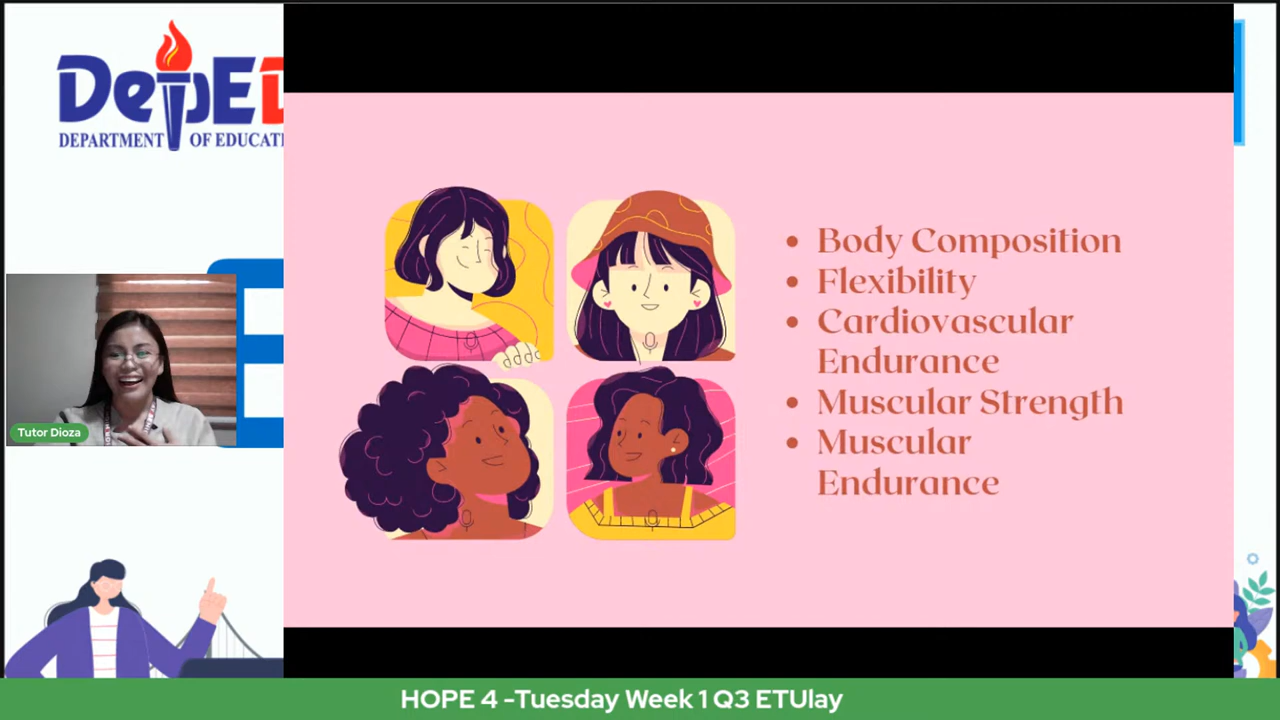 DepED
DEPARTMENT OF EDUCATI
• Body Composition
• Flexibility
• Cardiovascular
Endurance
• Muscular Strength
• Muscular
Endurance
Tutor Dioza
HOPE 4 -Tuesday Week 1 Q3 ETUlay